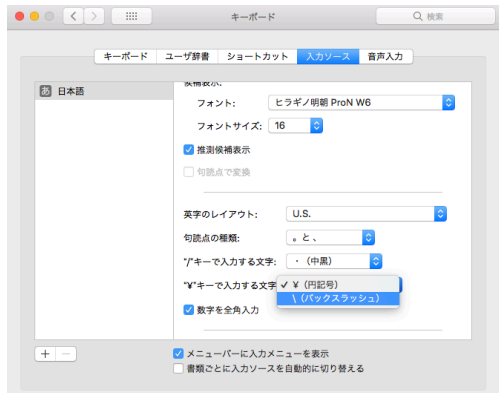 キーボード
検索
キーボード
ユーザ辞書
ショートカット
入力ソース
音声入力
あ 日本語
候補表示:
フォント: ヒラギノ明朝 ProN W6
フォントサイズ: 16
推測候補表示
句読点で変換
英字のレイアウト: U.S.
句読点の種類: 。と、
"/"キーで入力する文字: ・（中黒）
"¥"キーで入力する文字 ✓ ¥（円記号）
\（バックスラッシュ）
数字を全角入力
+ −
メニューバーに入力メニューを表示
書類ごとに入力ソースを自動的に切り替える